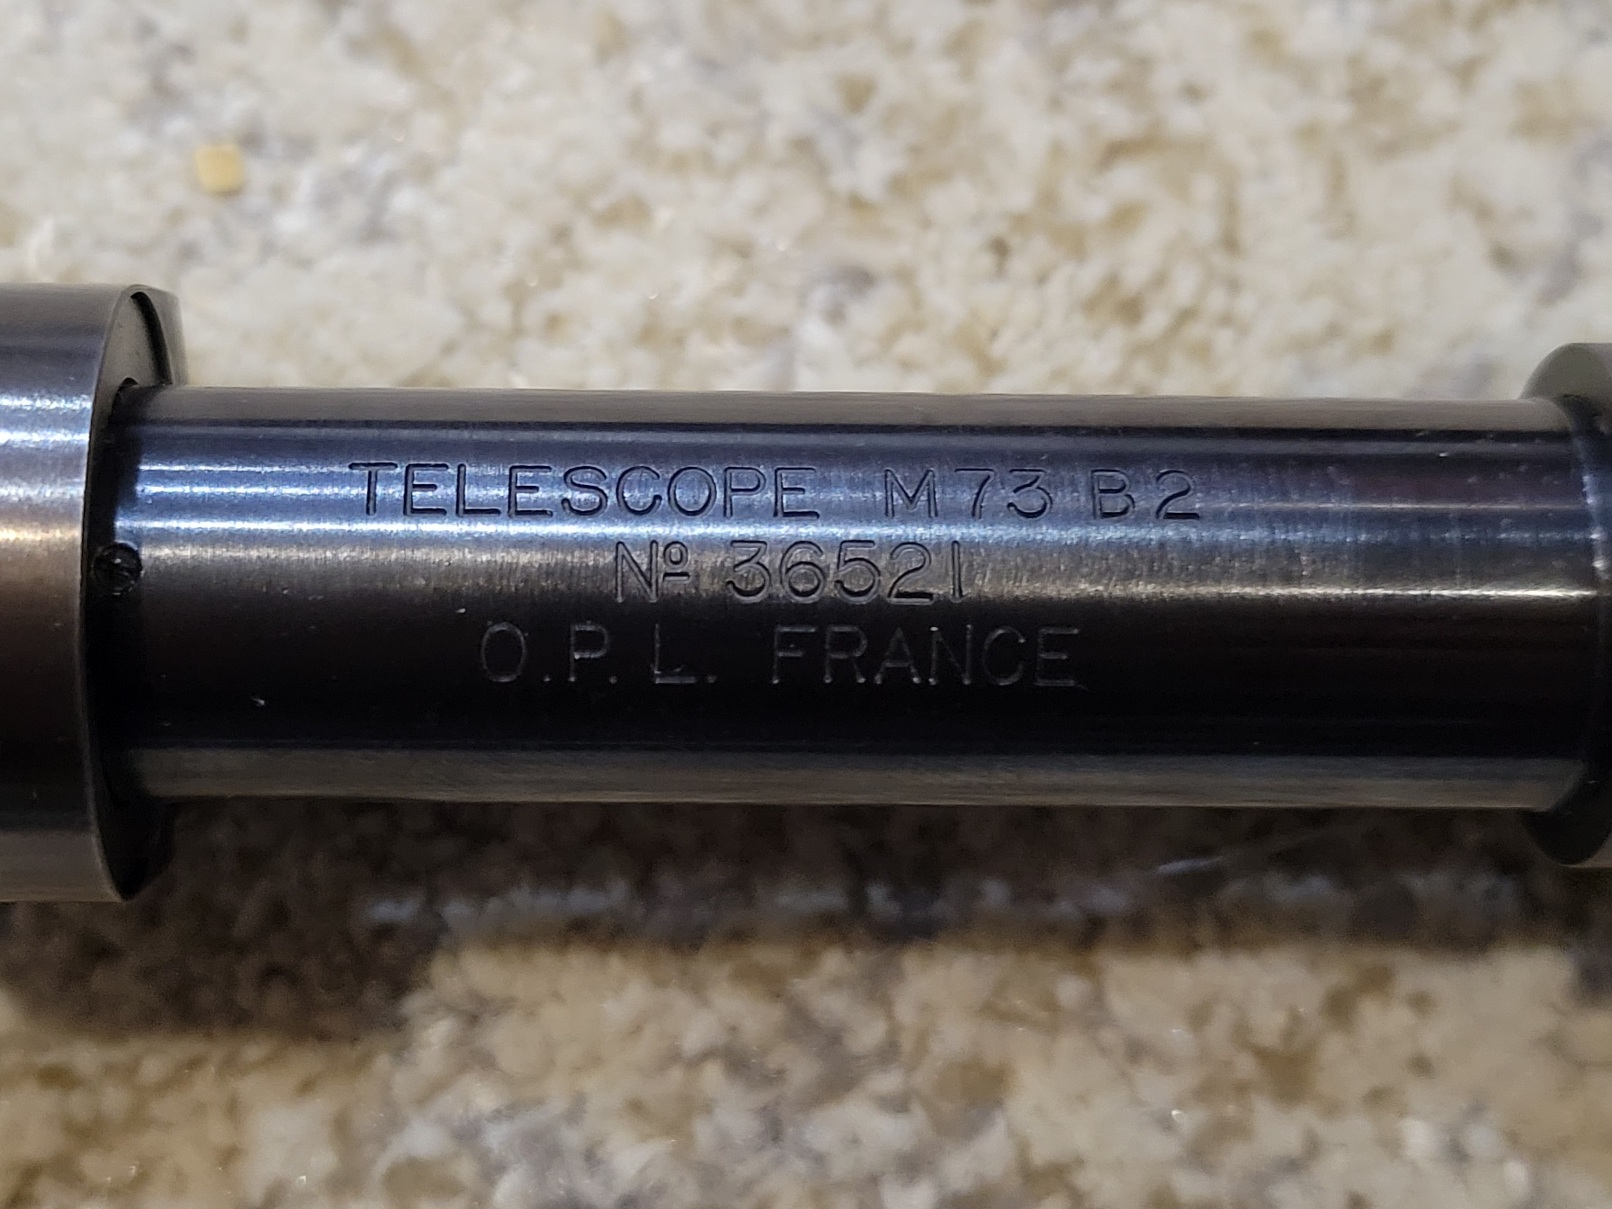 TELESCOPE M73 B2
Nº 36521
O.P.L. FRANCE